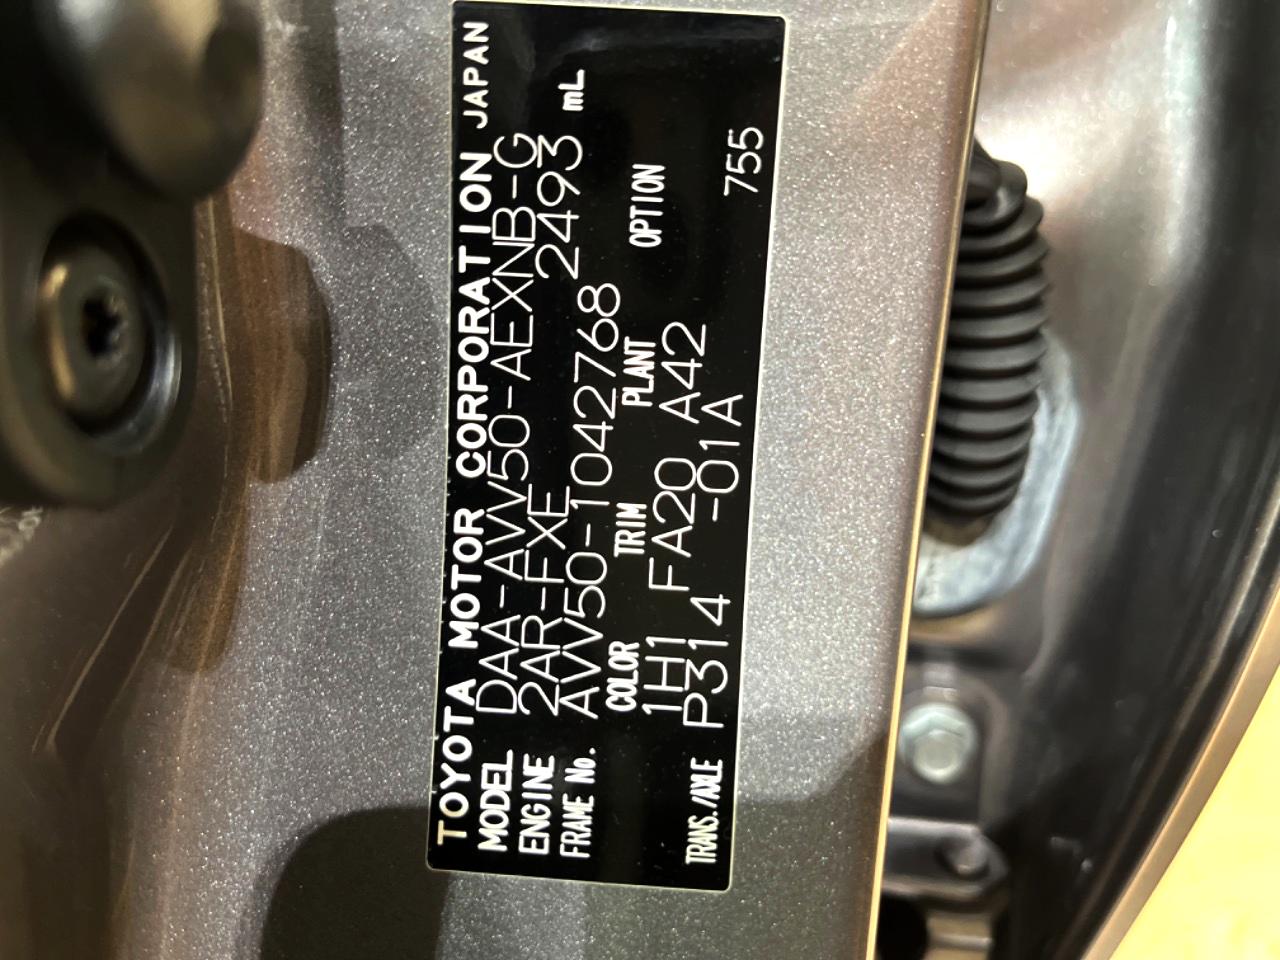 TOYOTA MOTOR CORPORATION JAPAN
MODEL DAA-AVV50-AEXNB-G
ENGINE 2AR-FXE 2493 mL
FRAME No. AVV50-1042768
COLOR TRIM PLANT OPTION
1H1 FA20 A42
TRANS./AXLE P314 -01A
755